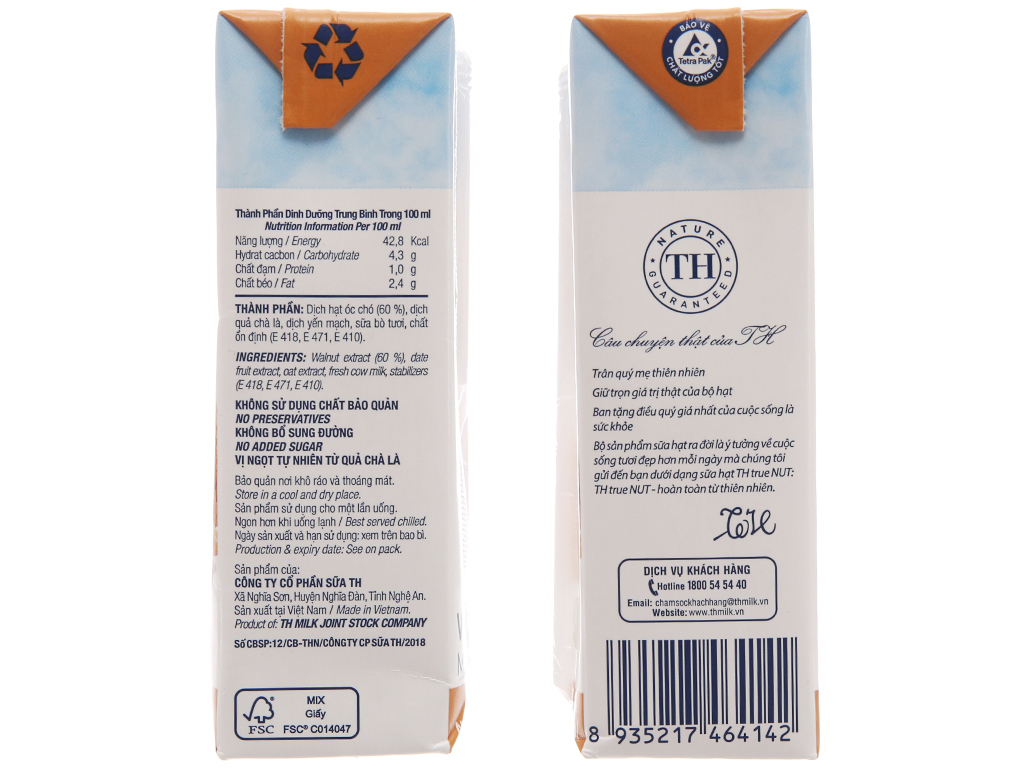 Thành Phần Dinh Dưỡng Trung Bình Trong 100 ml
Nutrition Information Per 100 ml
Năng lượng / Energy 42,8 Kcal
Hydrat cacbon / Carbohydrate 4,3 g
Chất đạm / Protein 1,0 g
Chất béo / Fat 2,4 g
THÀNH PHẦN: Dịch hạt óc chó (60 %), dịch
quả chà là, dịch yến mạch, sữa bò tươi, chất
ổn định (E 418, E 471, E 410).
INGREDIENTS: Walnut extract (60 %), date
fruit extract, oat extract, fresh cow milk, stabilizers
(E 418, E 471, E 410).
KHÔNG SỬ DỤNG CHẤT BẢO QUẢN
NO PRESERVATIVES
KHÔNG BỔ SUNG ĐƯỜNG
NO ADDED SUGAR
VỊ NGỌT TỰ NHIÊN TỪ QUẢ CHÀ LÀ
Bảo quản nơi khô ráo và thoáng mát.
Store in a cool and dry place.
Sản phẩm sử dụng cho một lần uống.
Ngon hơn khi uống lạnh / Best served chilled.
Ngày sản xuất và hạn sử dụng: xem trên bao bì.
Production & expiry date: See on pack.
Sản phẩm của:
CÔNG TY CỔ PHẦN SỮA TH
Xã Nghĩa Sơn, Huyện Nghĩa Đàn, Tỉnh Nghệ An.
Sản xuất tại Việt Nam / Made in Vietnam.
Product of: TH MILK JOINT STOCK COMPANY
Số CBSP:12/CB-THN/CÔNG TY CP SỮA TH/2018
FSC
MIX
Giấy
FSC® C014047
BẢO VỆ
Tetra Pak®
CHẤT LƯỢNG TỐT
NATURE
TH
GUARANTEED
Câu chuyện thật của TH
Trân quý mẹ thiên nhiên
Giữ trọn giá trị thật của bộ hạt
Ban tặng điều quý giá nhất của cuộc sống là
sức khỏe
Bộ sản phẩm sữa hạt ra đời là ý tưởng về cuộc
sống tươi đẹp hơn mỗi ngày mà chúng tôi
gửi đến bạn dưới dạng sữa hạt TH true NUT:
TH true NUT - hoàn toàn từ thiên nhiên.
DỊCH VỤ KHÁCH HÀNG
Hotline 1800 54 54 40
Email: chamsockhachhang@thmilk.vn
Website: www.thmilk.vn
8 935217 464142